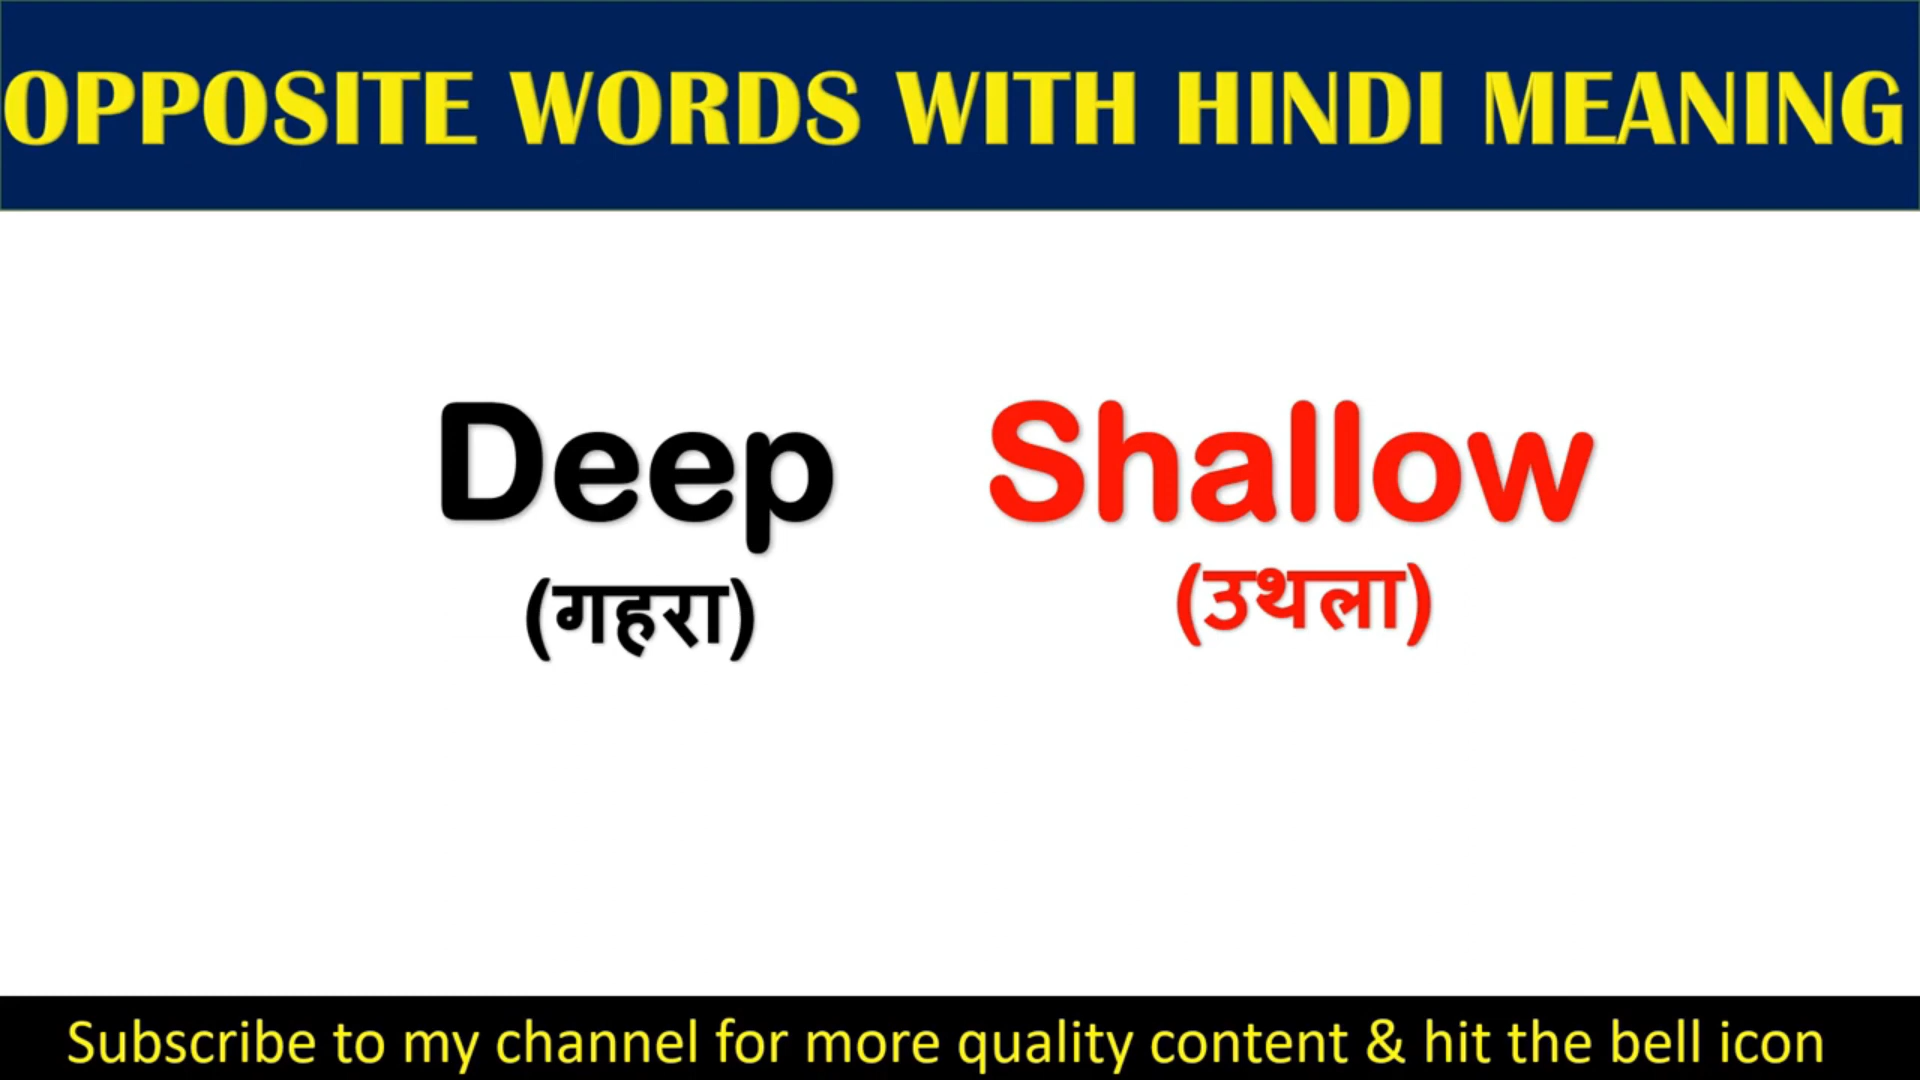 OPPOSITE WORDS WITH HINDI MEANING
Deep Shallow
(गहरा) (उथला)
Subscribe to my channel for more quality content & hit the bell icon